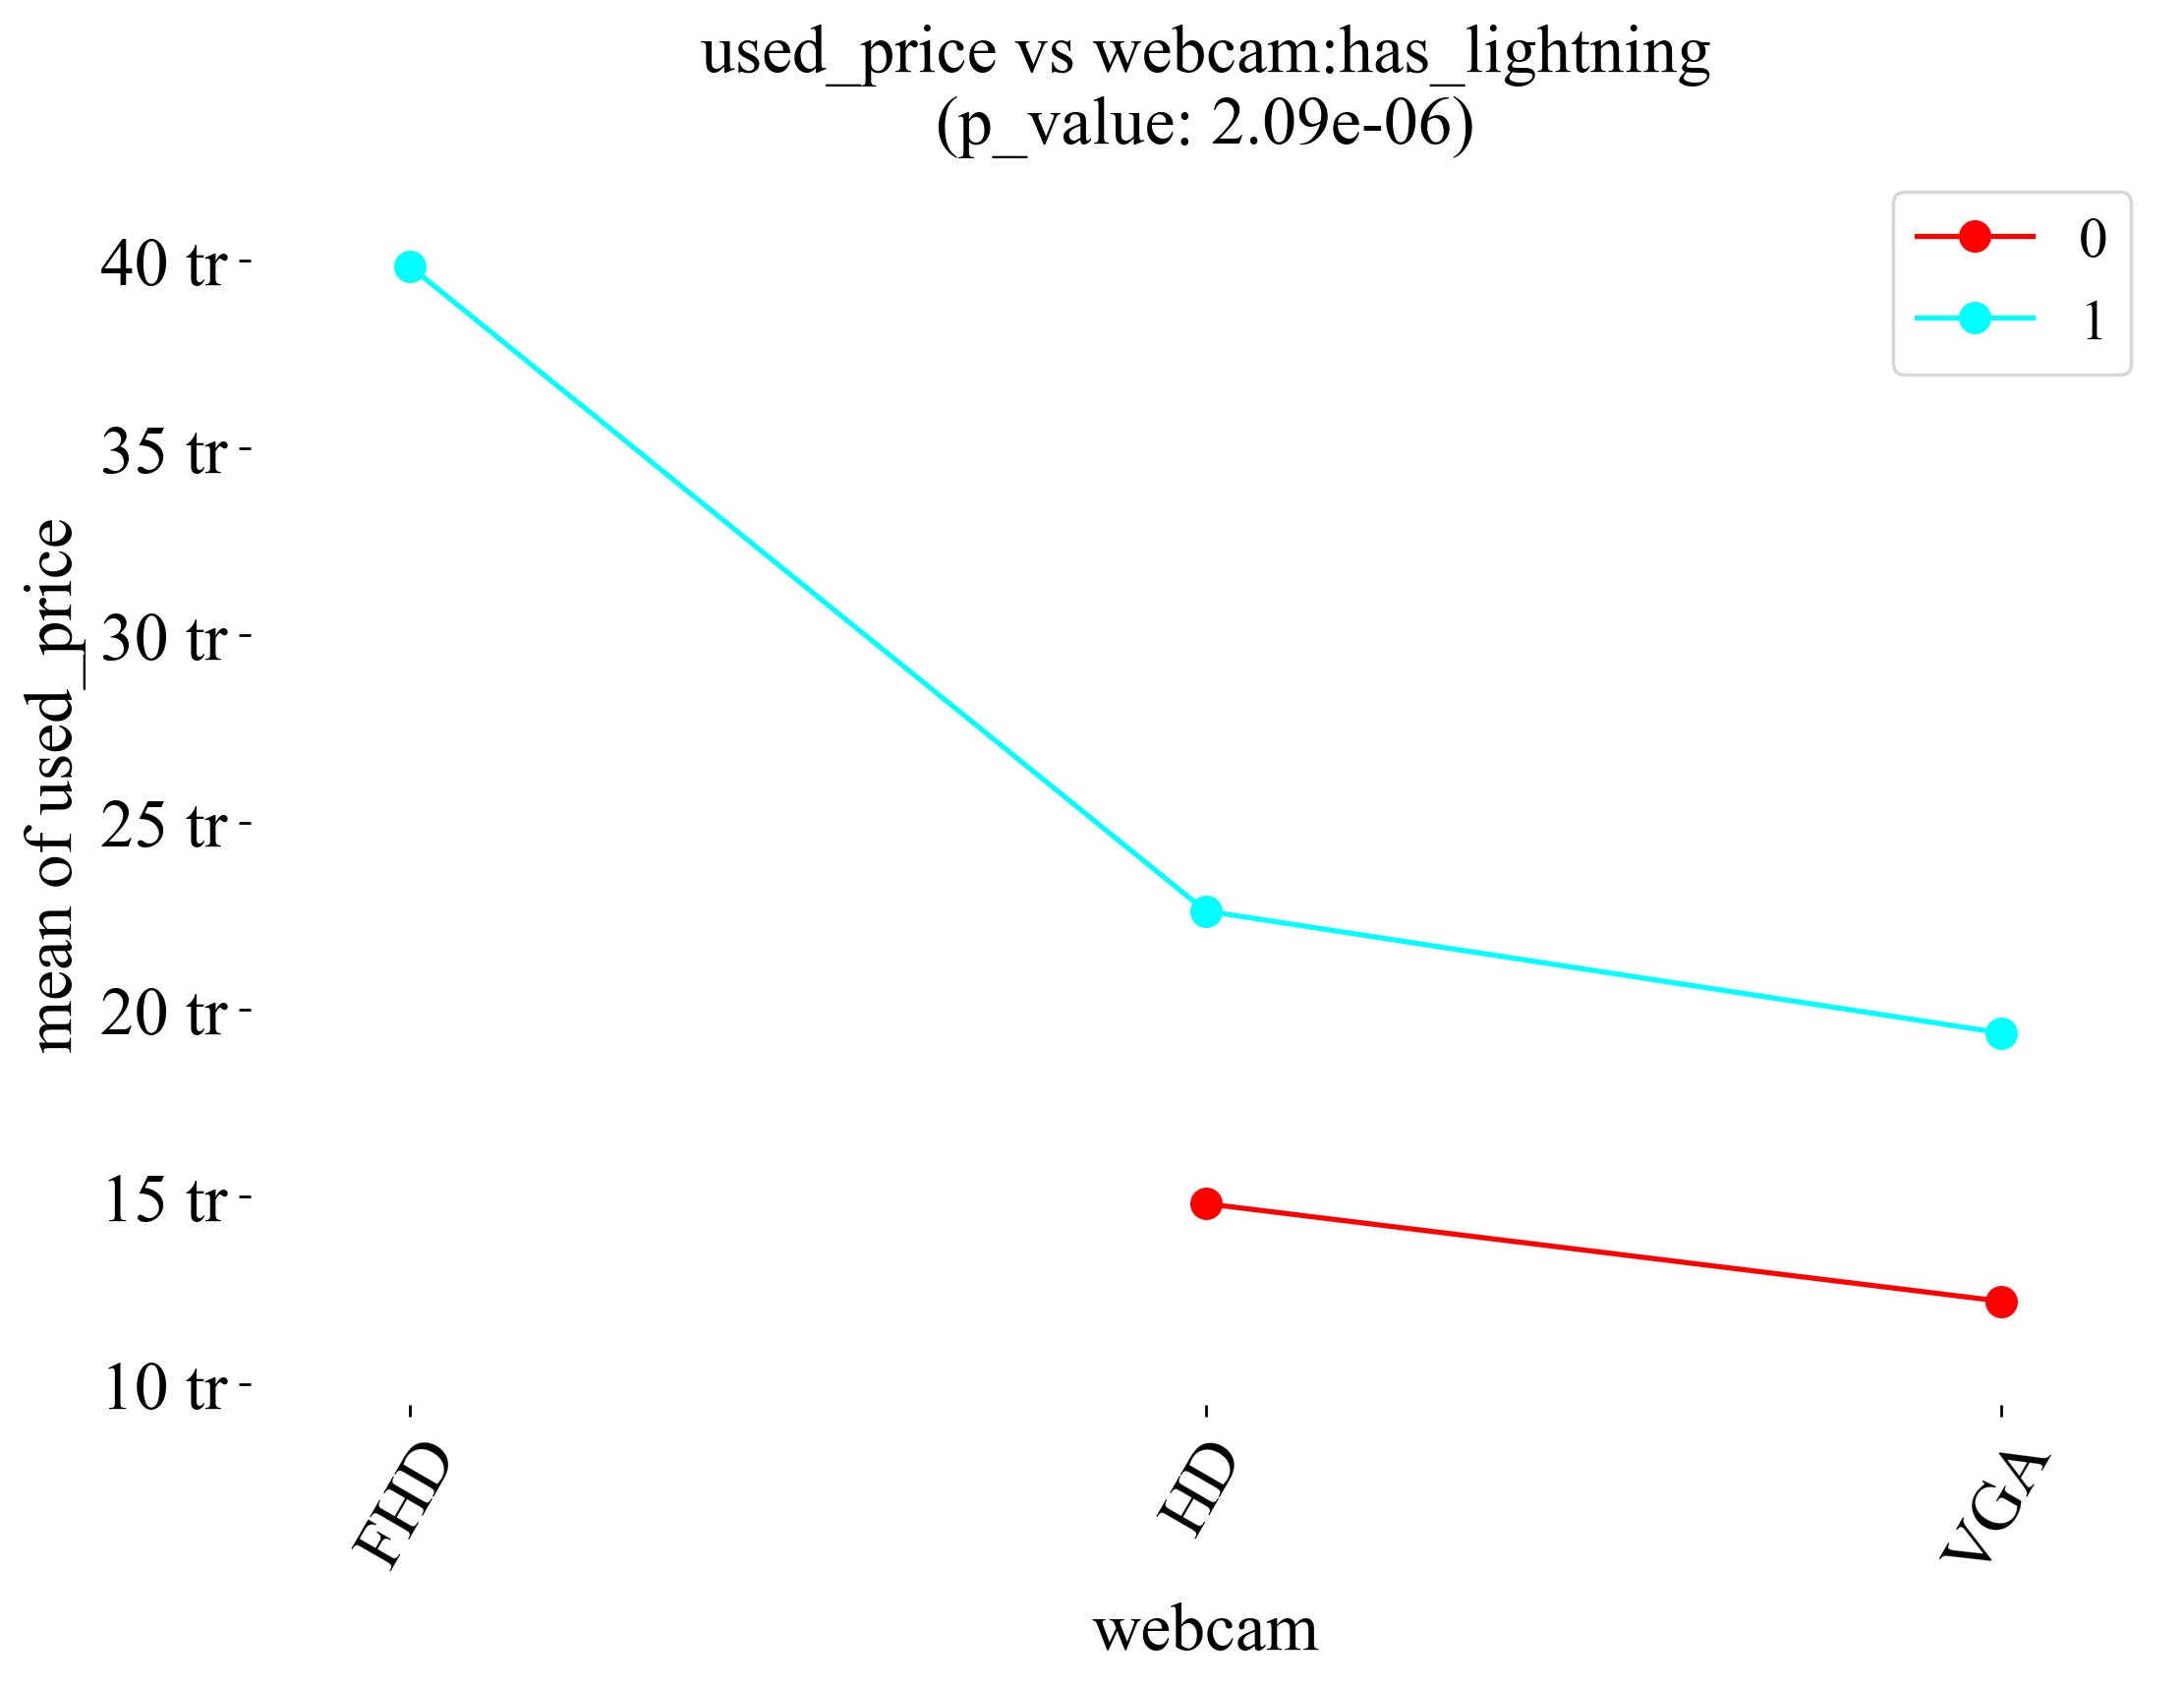 used_price vs webcam:has_lightning
(p_value: 2.09e-06)
0
1
40 tr
35 tr
30 tr
25 tr
20 tr
15 tr
10 tr
mean of used_price
FHD
HD
VGA
webcam